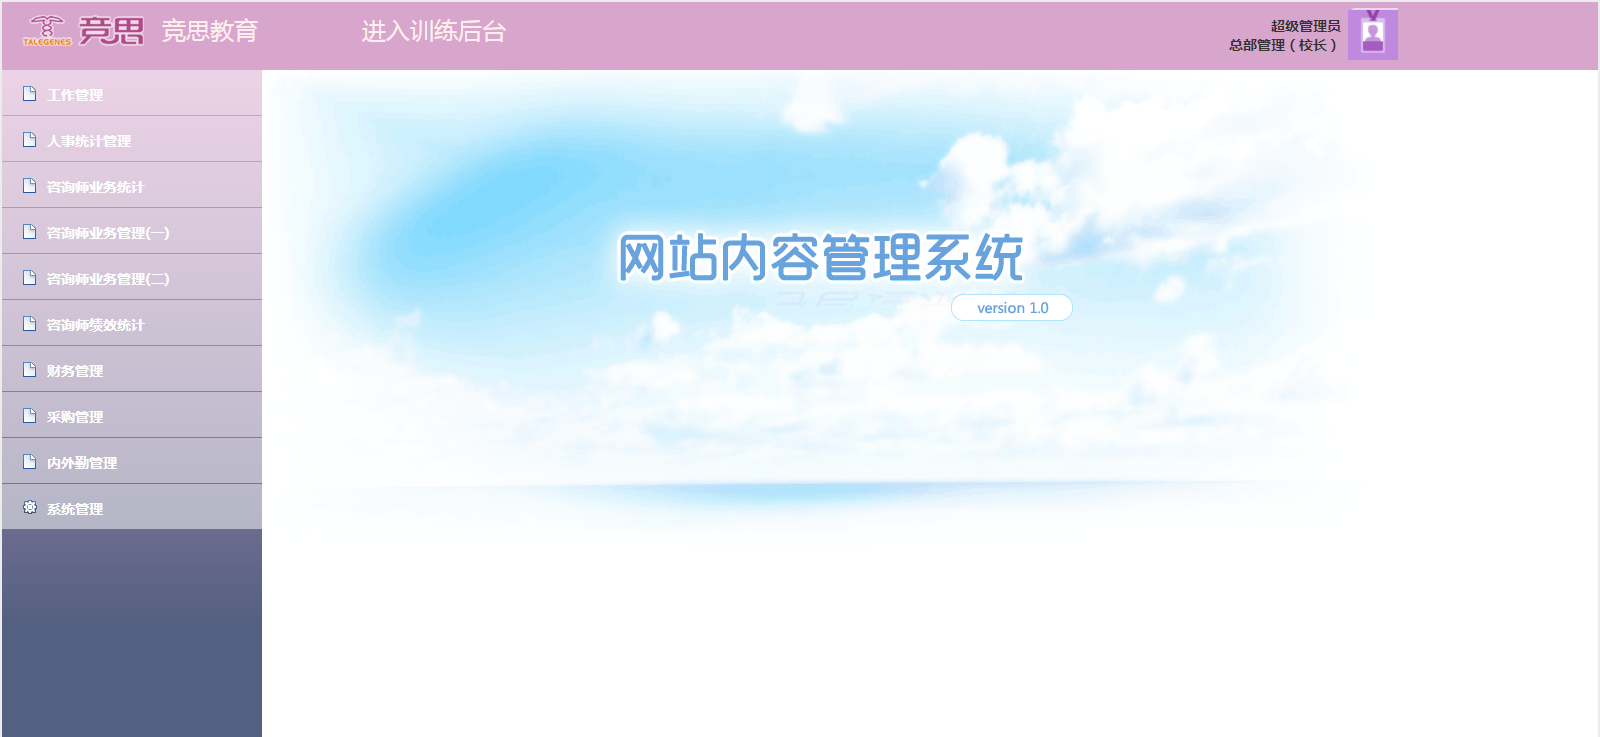 TALEGENES 竞思 竞思教育 进入训练后台
超级管理员
总部管理（校长）
工作管理
人事统计管理
咨询师业务统计
咨询师业务管理(一)
咨询师业务管理(二)
咨询师绩效统计
财务管理
采购管理
内外勤管理
系统管理
网站内容管理系统
version 1.0